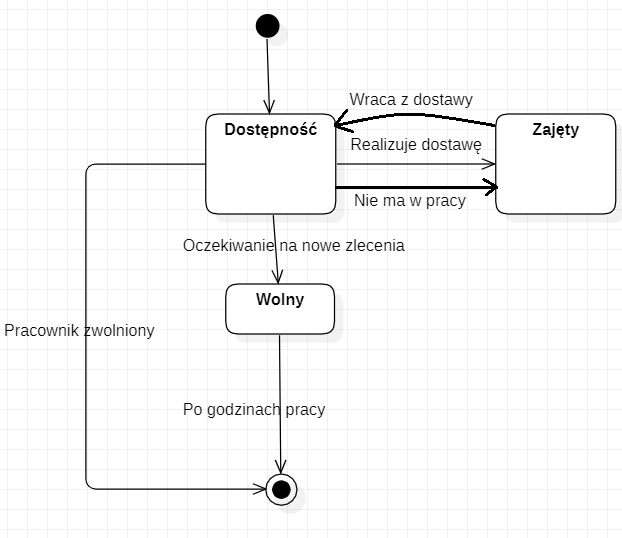 Wraca z dostawy
Dostępność
Zajęty
Realizuje dostawę
Nie ma w pracy
Oczekiwanie na nowe zlecenia
Wolny
Pracownik zwolniony
Po godzinach pracy